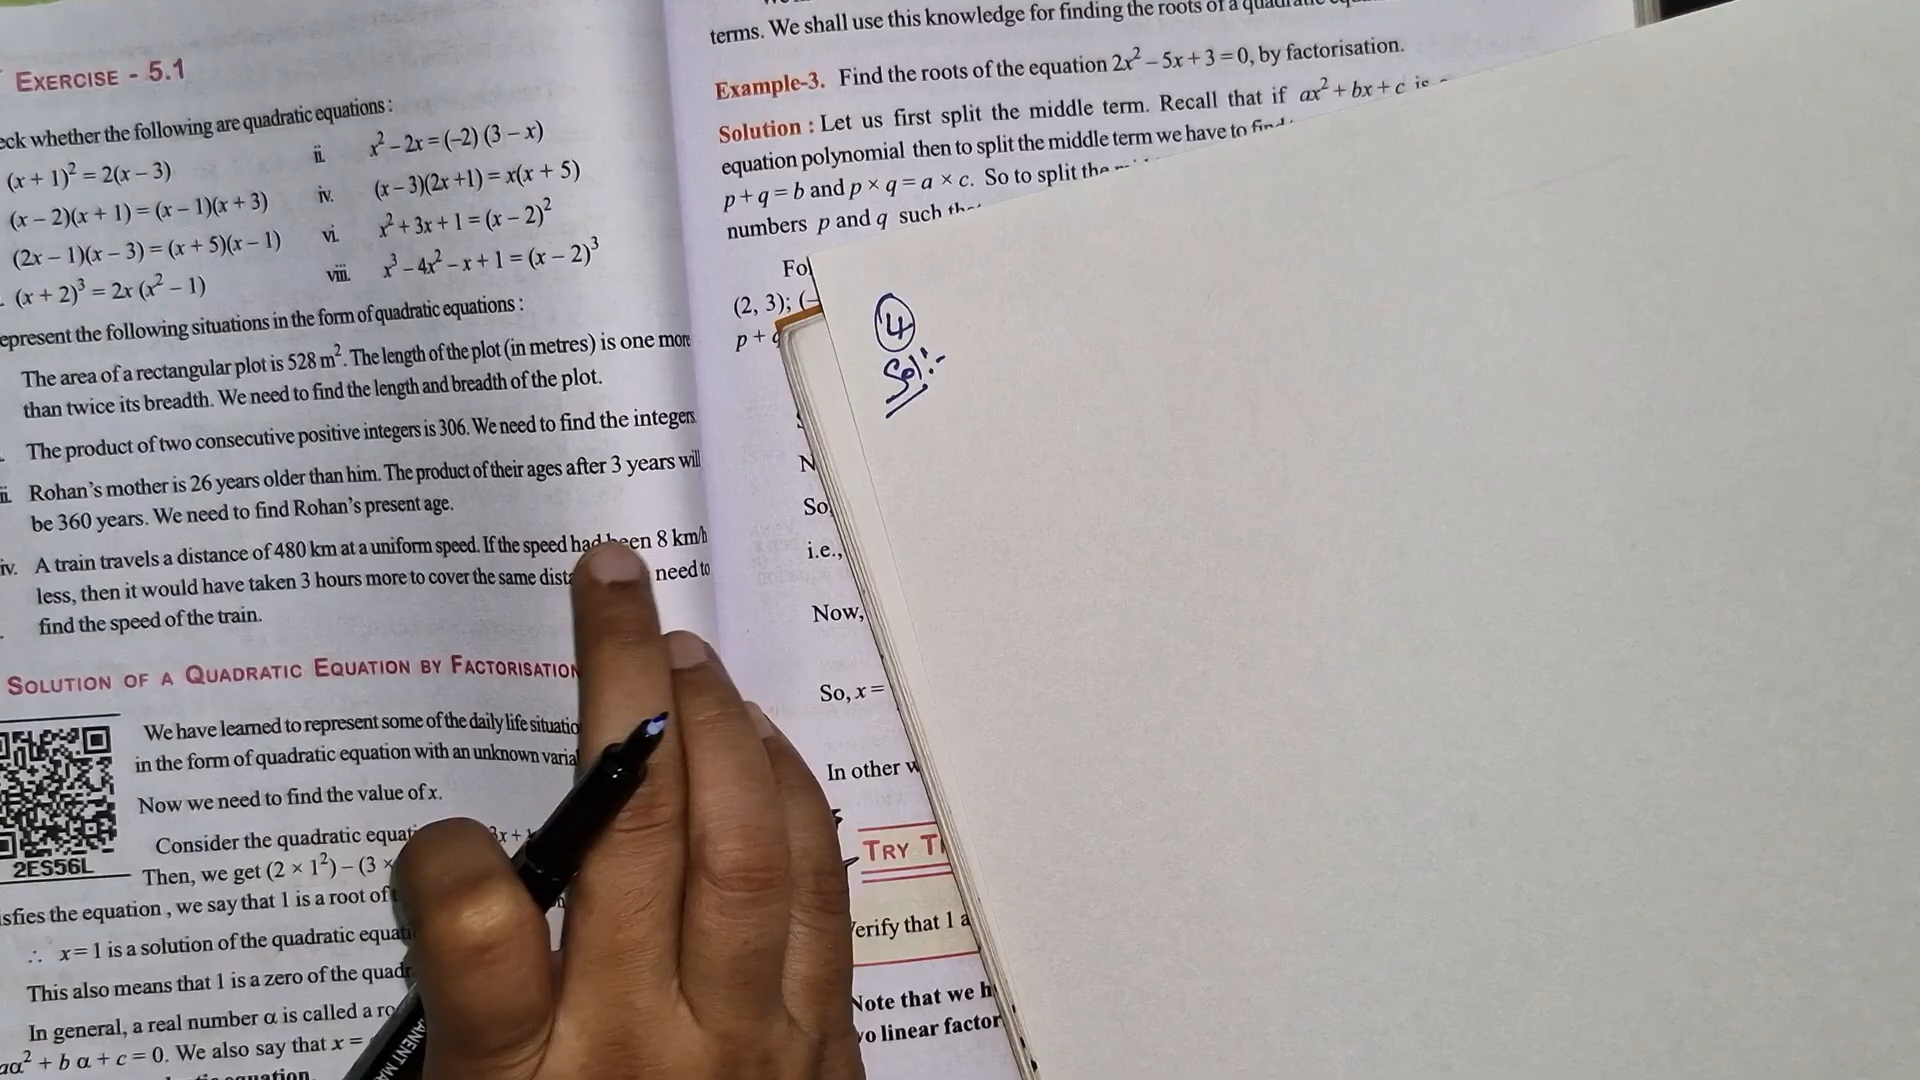 EXERCISE - 5.1
whether the following are quadratic equations :
(x + 1)² = 2(x – 3)
ii. x² – 2x = (–2) (3 – x)
(x – 2)(x + 1) = (x – 1)(x + 3)
iv. (x – 3)(2x +1) = x(x + 5)
(2x – 1)(x – 3) = (x + 5)(x – 1)
vi. x² + 3x + 1 = (x – 2)²
(x + 2)³ = 2x (x² – 1)
viii. x³ – 4x² – x + 1 = (x – 2)³
the following situations in the form of quadratic equations :
The area of a rectangular plot is 528 m². The length of the plot (in metres) is one more
than twice its breadth. We need to find the length and breadth of the plot.
The product of two consecutive positive integers is 306. We need to find the integers
Rohan's mother is 26 years older than him. The product of their ages after 3 years will
be 360 years. We need to find Rohan's present age.
iv. A train travels a distance of 480 km at a uniform speed. If the speed had been 8 km/h
less, then it would have taken 3 hours more to cover the same need to
find the speed of the train.
SOLUTION OF A QUADRATIC EQUATION BY FACTORISATION
2ES56L
We have learned to represent some of the daily life
in the form of quadratic equation with an unknown
Now we need to find the value of x.
Consider the quadratic
Then, we get (2 × 1²) – (3 ×
the equation , we say that 1 is a root of
∴ x = 1 is a solution of the quadratic
This also means that 1 is a zero of the
In general, a real number α is called a
aα² + b α + c = 0. We also say that x =
terms. We shall use this knowledge for finding the roots of a
Example-3. Find the roots of the equation 2x² – 5x + 3 = 0, by factorisation.
Solution : Let us first split the middle term. Recall that if ax² + bx + c is
equation polynomial then to split the middle term we have to find
p + q = b and p × q = a × c. So to split the
numbers p and q such
(2, 3); (–
p +
So,
i.e.,
Now,
So, x =
In other
TRY
that 1
Note that we
linear
④
Sol:-